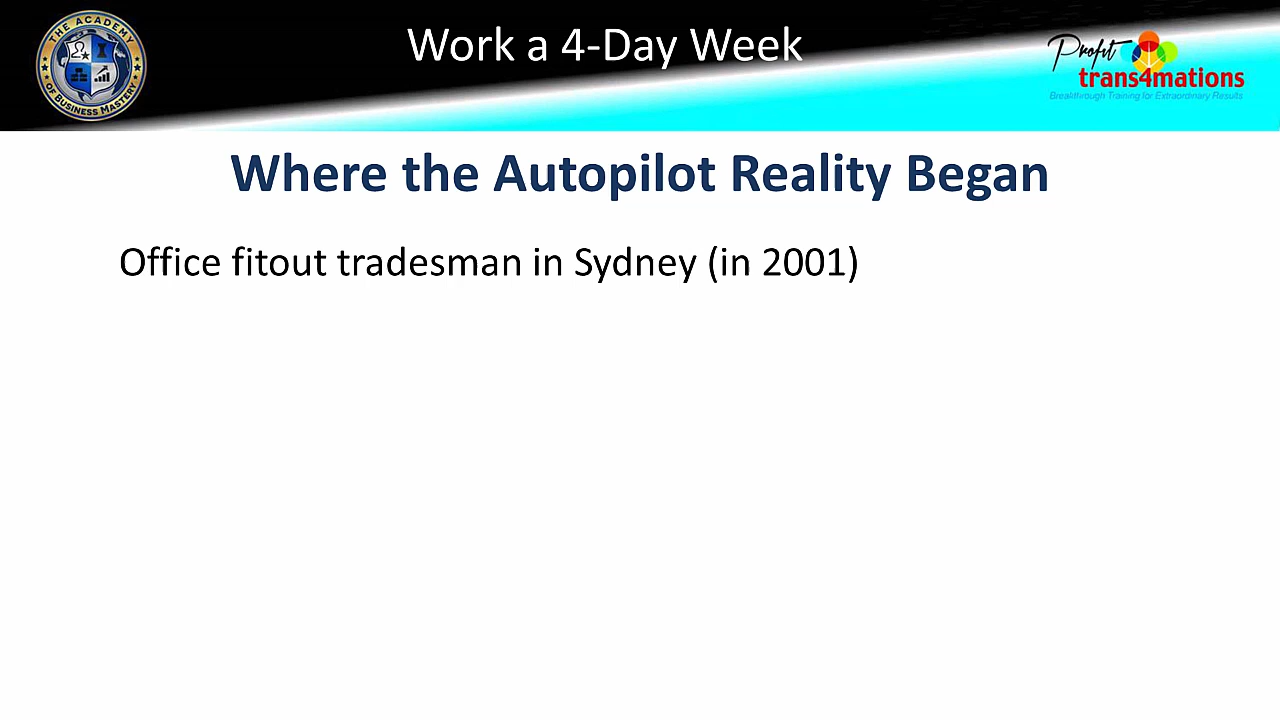 THE ACADEMY
OF BUSINESS MASTERY
Work a 4-Day Week
Profit
trans4mations
Breakthrough Training for Extraordinary Results
Where the Autopilot Reality Began
Office fitout tradesman in Sydney (in 2001)